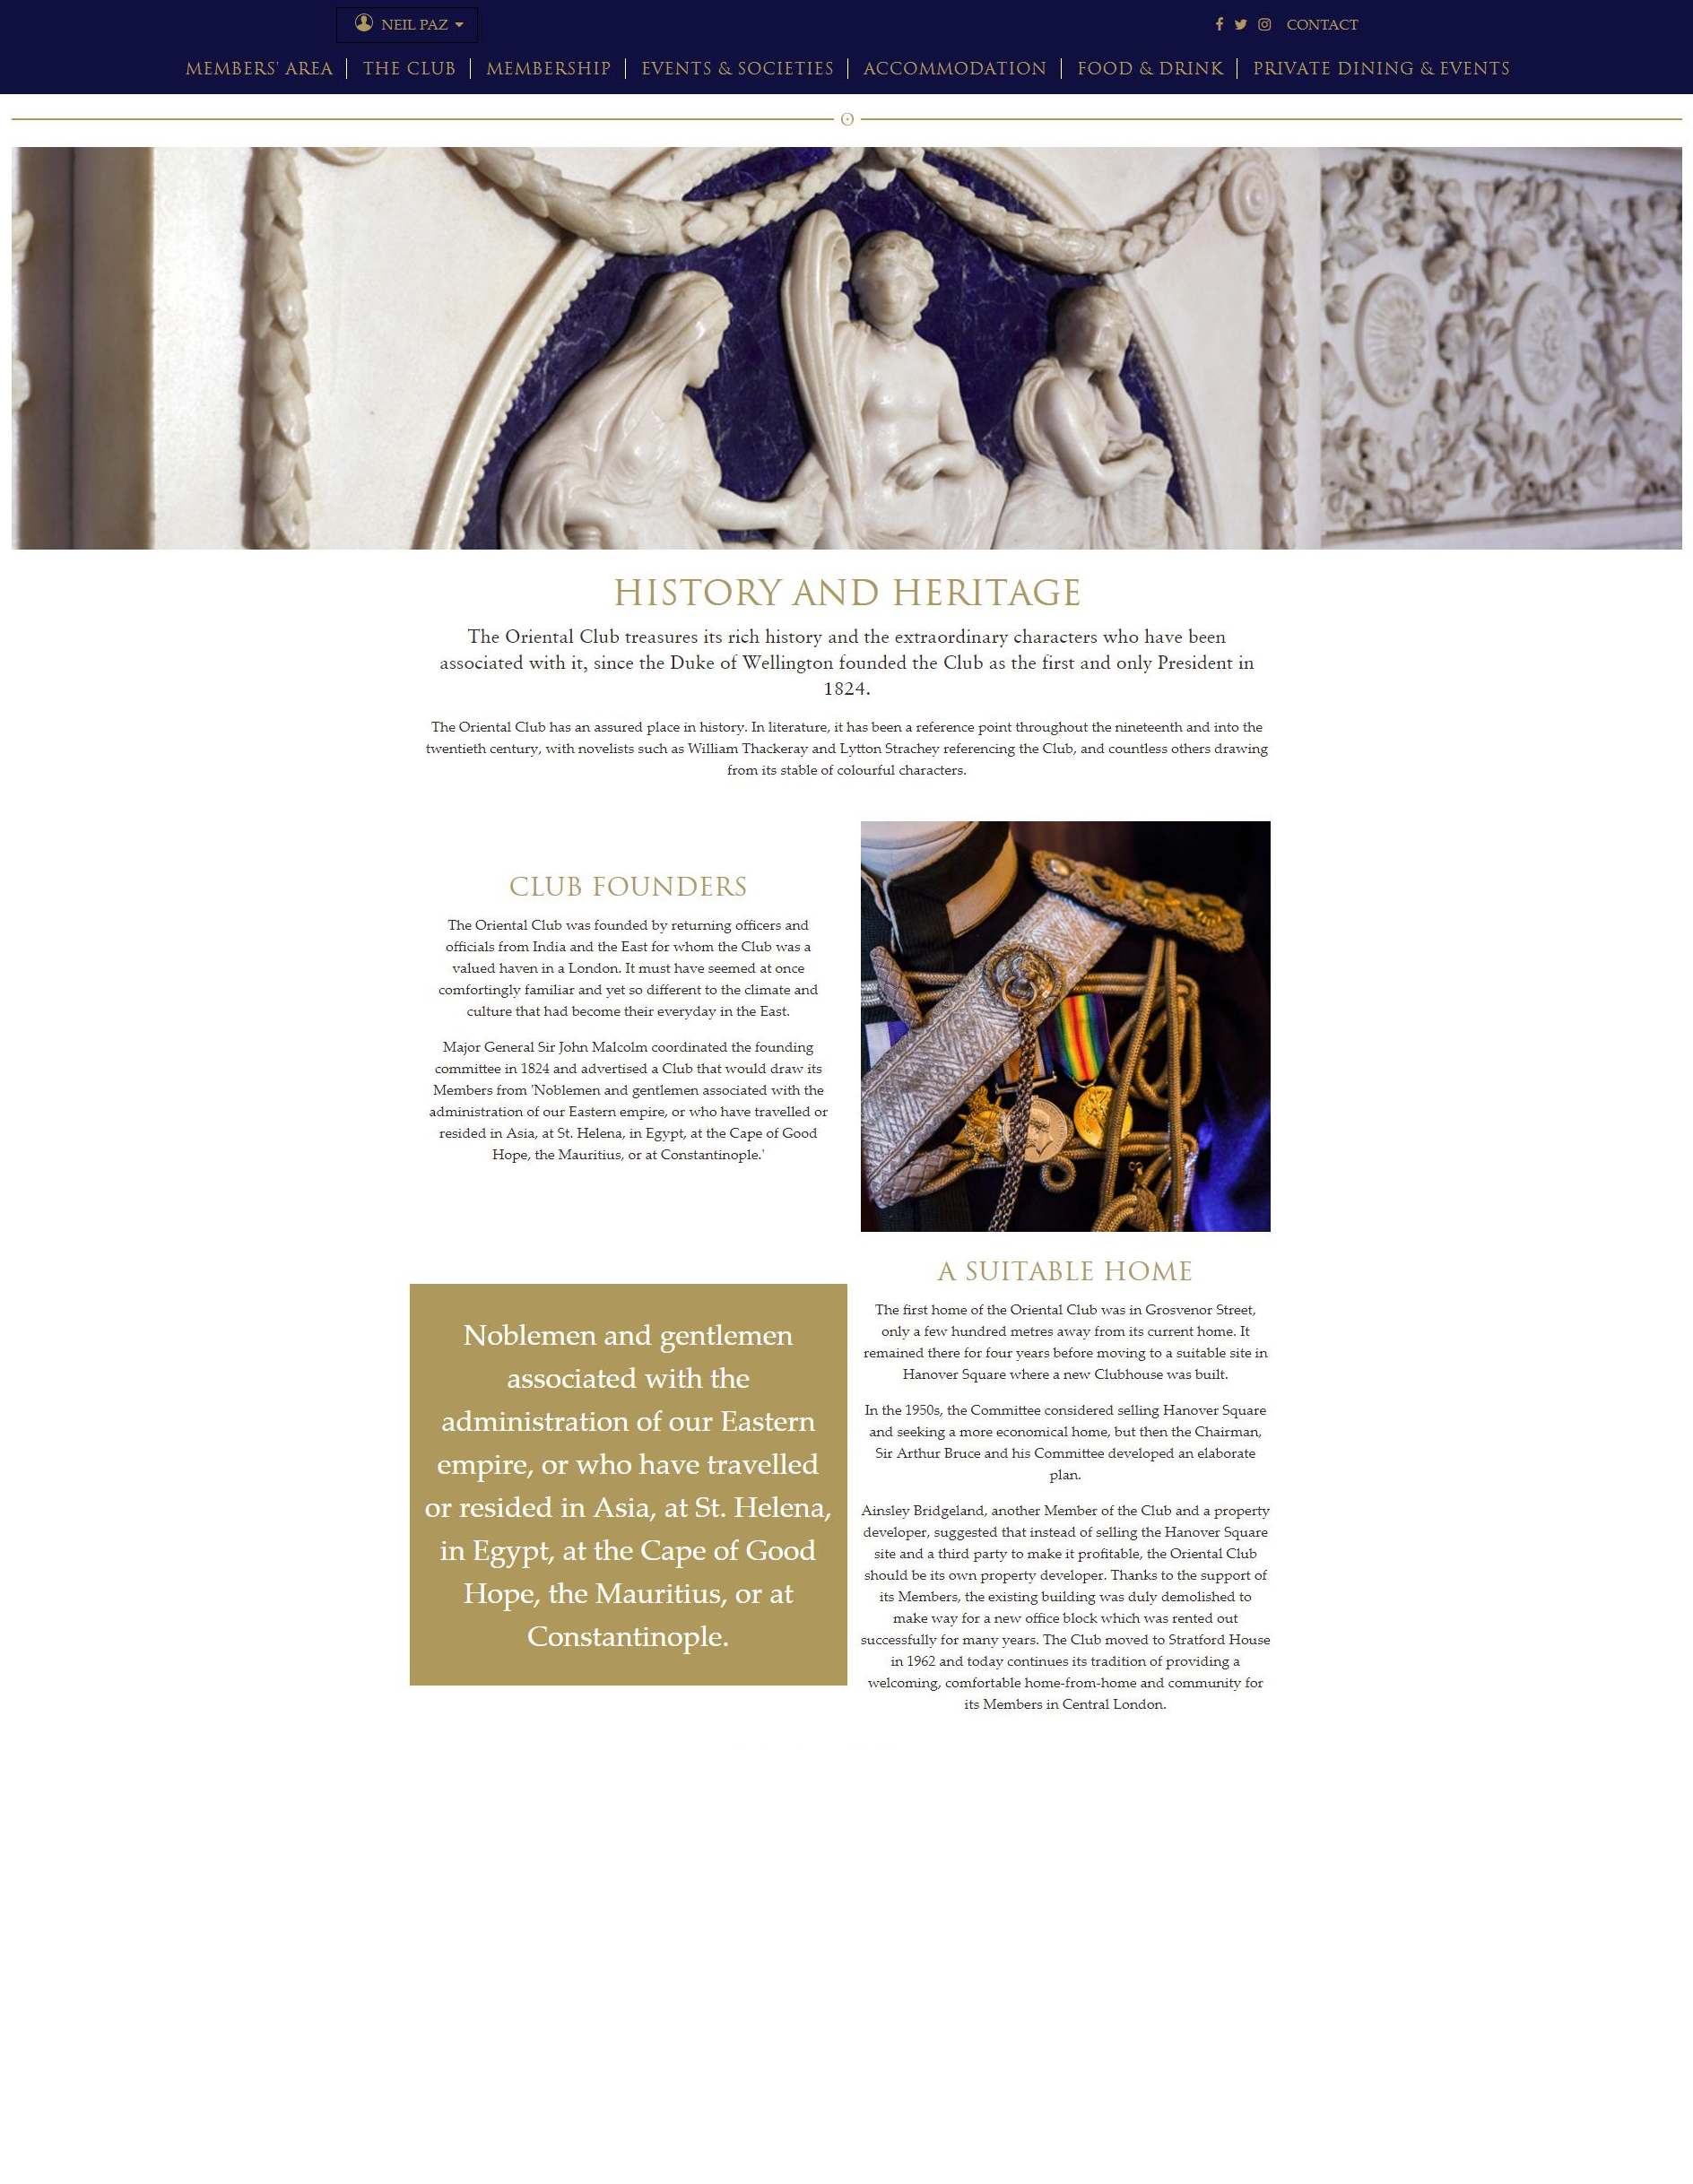 NEIL PAZ
CONTACT
MEMBERS' AREA
THE CLUB
MEMBERSHIP
EVENTS & SOCIETIES
ACCOMMODATION
FOOD & DRINK
PRIVATE DINING & EVENTS
HISTORY AND HERITAGE
The Oriental Club treasures its rich history and the extraordinary characters who have been
associated with it, since the Duke of Wellington founded the Club as the first and only President in
1824.
The Oriental Club has an assured place in history. In literature, it has been a reference point throughout the nineteenth and into the
twentieth century, with novelists such as William Thackeray and Lytton Strachey referencing the Club, and countless others drawing
from its stable of colourful characters.
CLUB FOUNDERS
The Oriental Club was founded by returning officers and
officials from India and the East for whom the Club was a
valued haven in a London. It must have seemed at once
comfortingly familiar and yet so different to the climate and
culture that had become their everyday in the East.
Major General Sir John Malcolm coordinated the founding
committee in 1824 and advertised a Club that would draw its
Members from 'Noblemen and gentlemen associated with the
administration of our Eastern empire, or who have travelled or
resided in Asia, at St. Helena, in Egypt, at the Cape of Good
Hope, the Mauritius, or at Constantinople.'
Noblemen and gentlemen
associated with the
administration of our Eastern
empire, or who have travelled
or resided in Asia, at St. Helena,
in Egypt, at the Cape of Good
Hope, the Mauritius, or at
Constantinople.
A SUITABLE HOME
The first home of the Oriental Club was in Grosvenor Street,
only a few hundred metres away from its current home. It
remained there for four years before moving to a suitable site in
Hanover Square where a new Clubhouse was built.
In the 1950s, the Committee considered selling Hanover Square
and seeking a more economical home, but then the Chairman,
Sir Arthur Bruce and his Committee developed an elaborate
plan.
Ainsley Bridgeland, another Member of the Club and a property
developer, suggested that instead of selling the Hanover Square
site and a third party to make it profitable, the Oriental Club
should be its own property developer. Thanks to the support of
its Members, the existing building was duly demolished to
make way for a new office block which was rented out
successfully for many years. The Club moved to Stratford House
in 1962 and today continues its tradition of providing a
welcoming, comfortable home-from-home and community for
its Members in Central London.